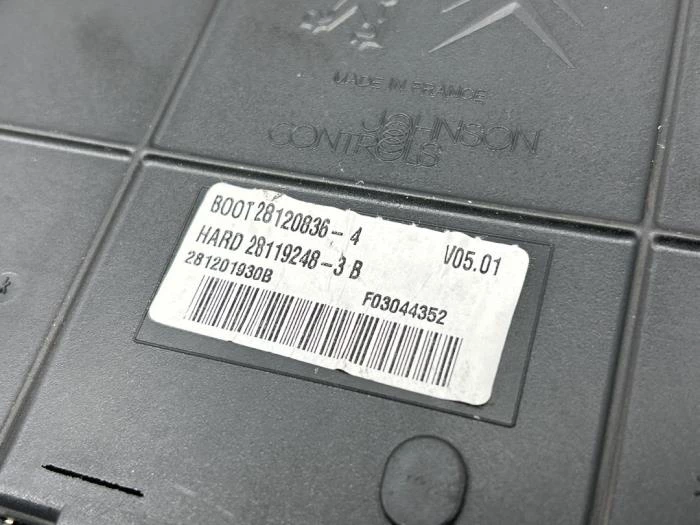 MADE IN FRANCE
JOHNSON
CONTROLS
BOOT 28120836-4
HARD 28119248-3 B
V05.01
281201930B
F03044352